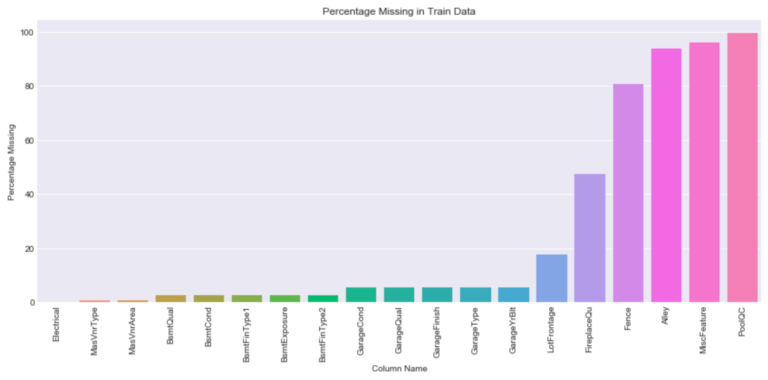 Percentage Missing in Train Data
Percentage Missing
100
80
60
40
20
0
Electrical
MasVnrType
MasVnrArea
BsmtQual
BsmtCond
BsmtFinType1
BsmtExposure
BsmtFinType2
GarageCond
GarageQual
GarageFinish
GarageType
GarageYrBlt
LotFrontage
FireplaceQu
Fence
Alley
MiscFeature
PoolQC
Column Name